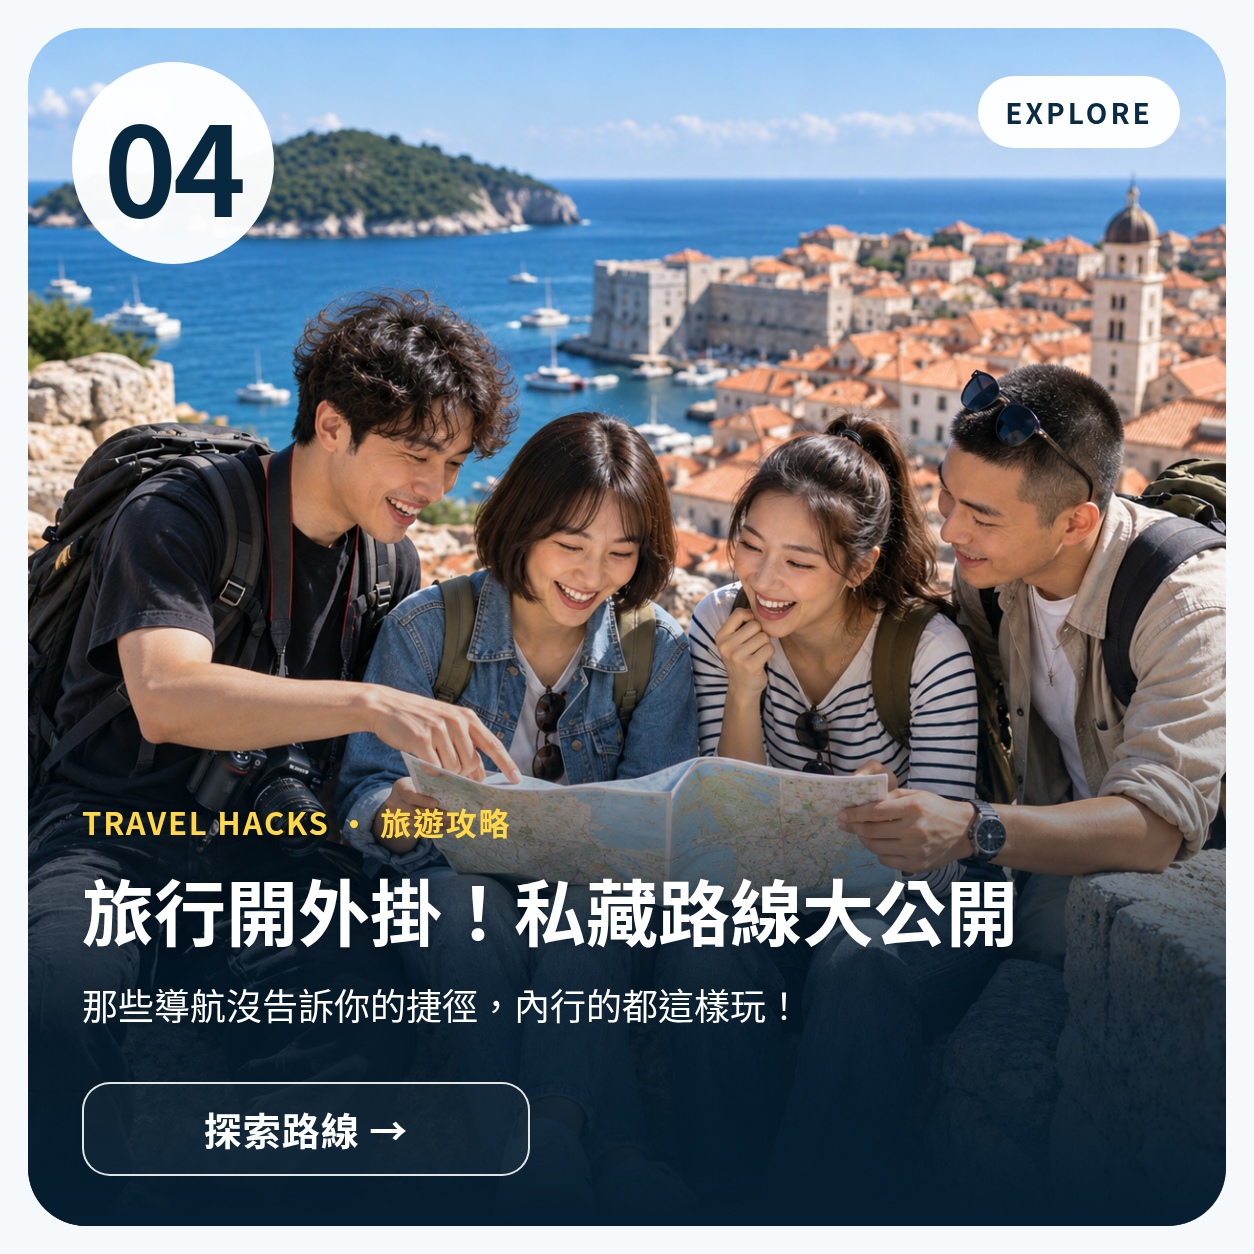 04
EXPLORE
TRAVEL HACKS • 旅遊攻略
旅行開外掛！私藏路線大公開
那些導航沒告訴你的捷徑，內行的都這樣玩！
探索路線 →